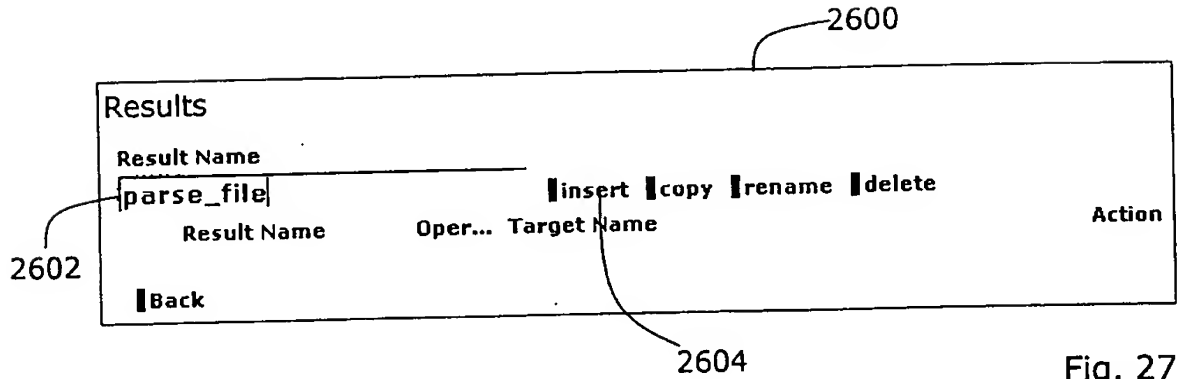 2600
Results
Result Name
parse_file
insert copy rename delete
Result Name Oper... Target Name Action
2602
Back
2604
Fig. 27